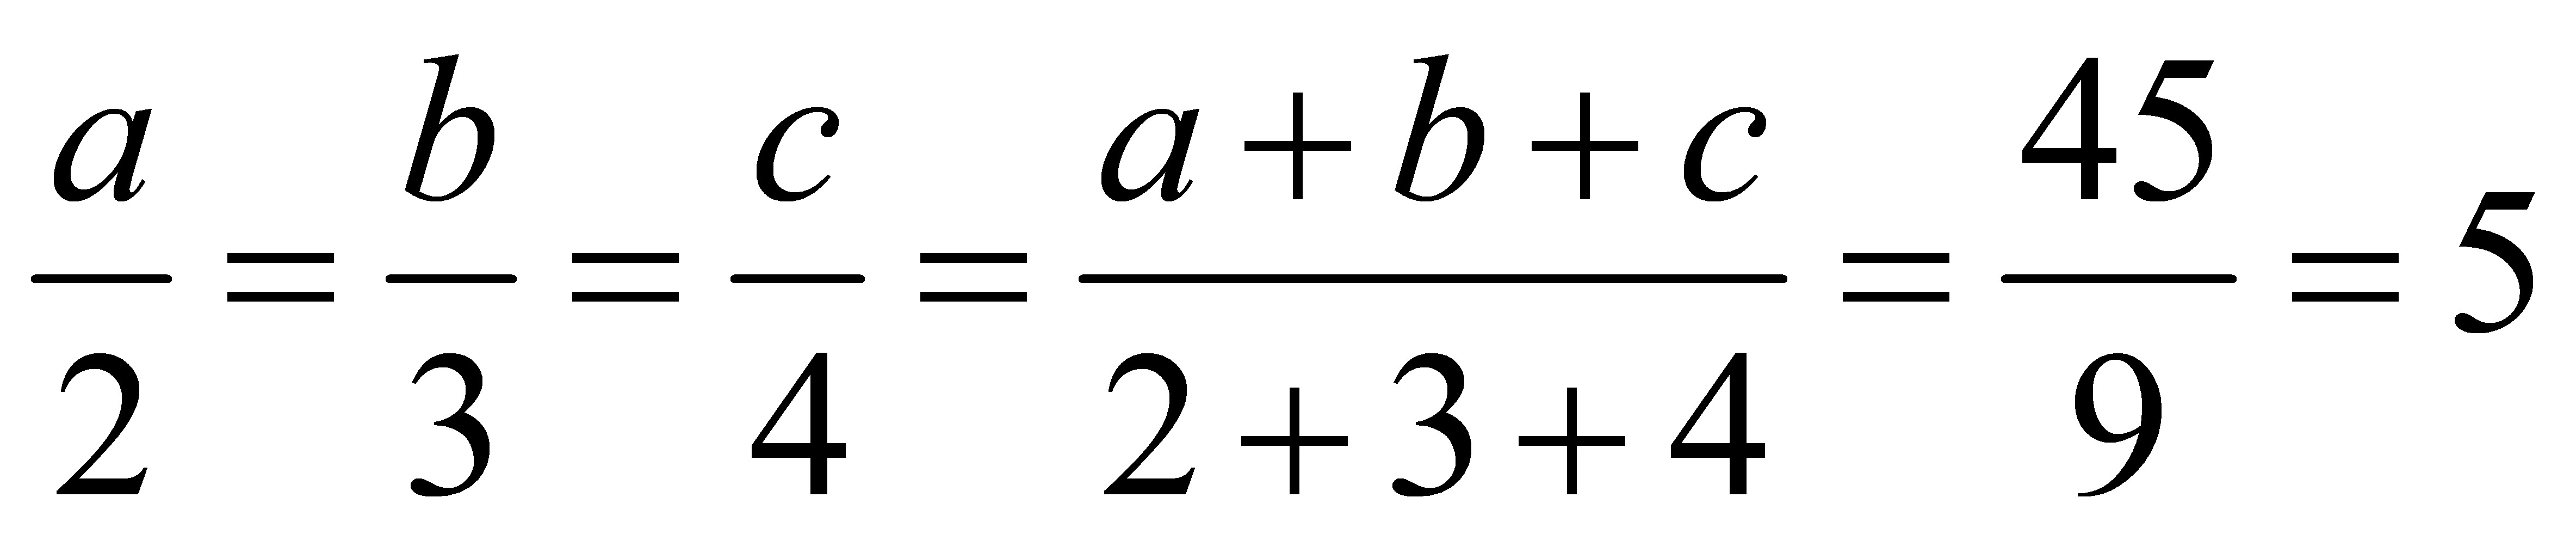 a/2 = b/3 = c/4 = (a + b + c)/(2 + 3 + 4) = 45/9 = 5